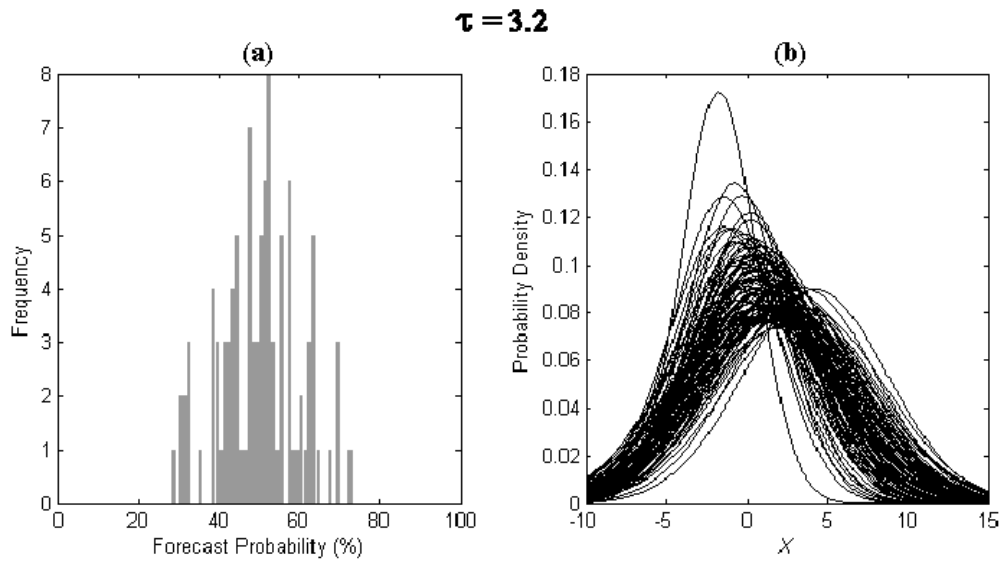 τ = 3.2
(a)
8
7
6
5
4
3
2
1
0
0 20 40 60 80 100
Frequency
Forecast Probability (%)
(b)
0.18
0.16
0.14
0.12
0.1
0.08
0.06
0.04
0.02
0
-10 -5 0 5 10 15
Probability Density
X